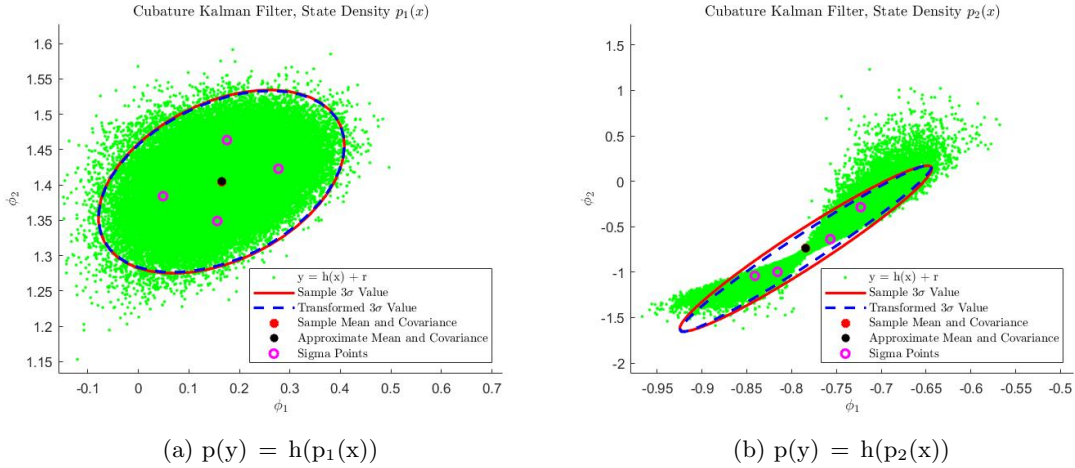 Cubature Kalman Filter, State Density p₁(x)
1.6
1.55
1.5
1.45
1.4
1.35
1.3
1.25
1.2
1.15
ϕ₂
-0.1 0 0.1 0.2 0.3 0.4 0.5 0.6 0.7
ϕ₁
y = h(x) + r
Sample 3σ Value
Transformed 3σ Value
Sample Mean and Covariance
Approximate Mean and Covariance
Sigma Points
(a) p(y) = h(p₁(x))
Cubature Kalman Filter, State Density p₂(x)
1.5
1
0.5
0
-0.5
-1
-1.5
-2
ϕ₂
-0.95 -0.9 -0.85 -0.8 -0.75 -0.7 -0.65 -0.6 -0.55 -0.5
ϕ₁
y = h(x) + r
Sample 3σ Value
Transformed 3σ Value
Sample Mean and Covariance
Approximate Mean and Covariance
Sigma Points
(b) p(y) = h(p₂(x))